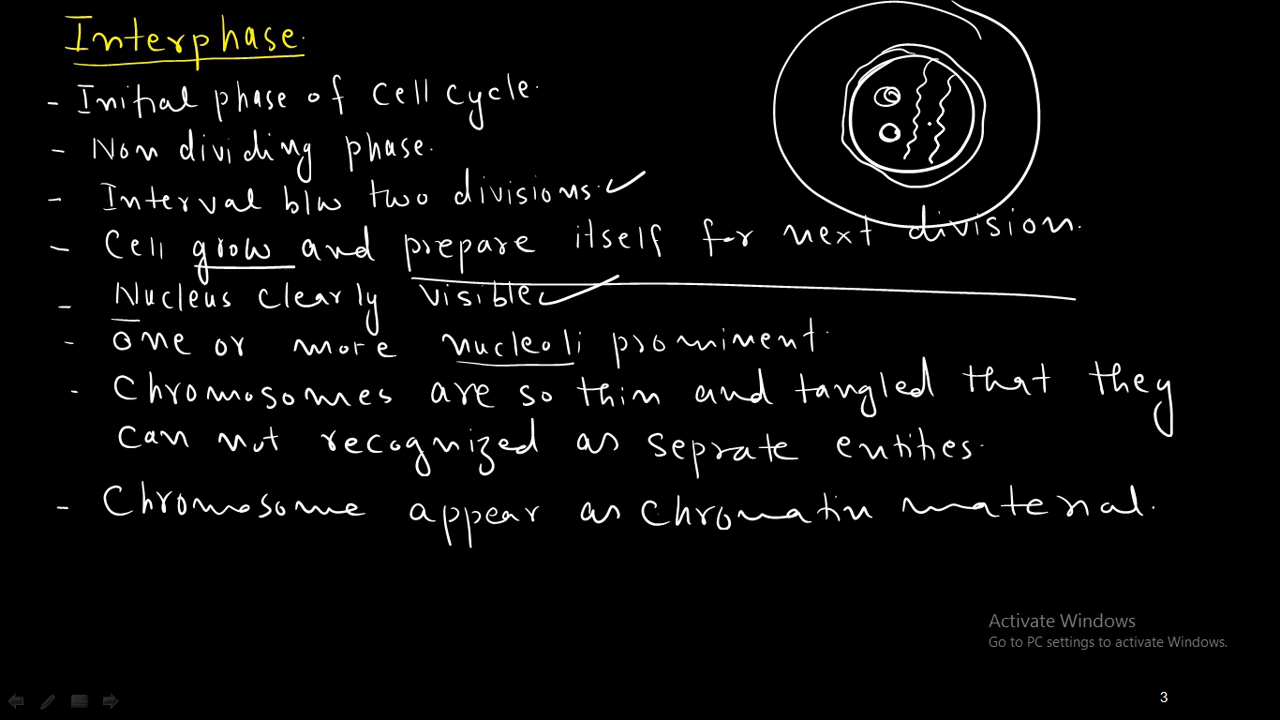 Interphase.
- Initial phase of cell cycle.
- Non dividing phase.
- Interval b/w two divisions.
- Cell grow and prepare itself for next division.
- Nucleus clearly visible
- One or more nucleoli prominent.
- Chromosomes are so thin and tangled that they
can not recognized as seprate entities.
- Chromosome appear as chromatin material.
Activate Windows
Go to PC settings to activate Windows.
3